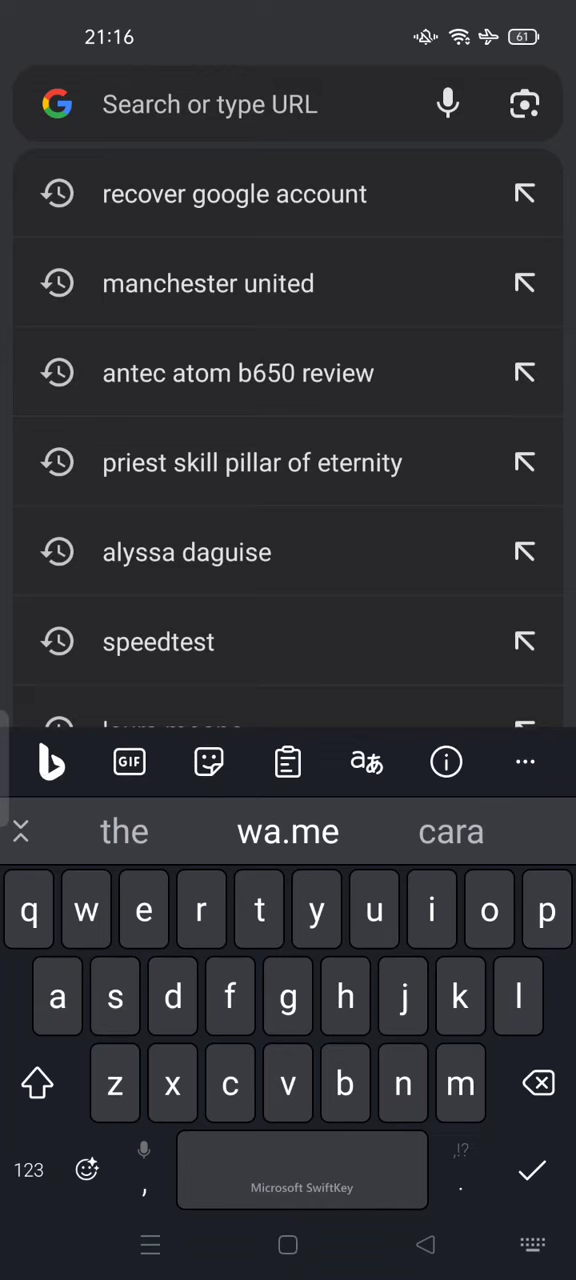 21:16
61
Search or type URL
recover google account
manchester united
antec atom b650 review
priest skill pillar of eternity
alyssa daguise
speedtest
GIF
aあ
the wa.me cara
q w e r t y u i o p
a s d f g h j k l
z x c v b n m
123 , Microsoft SwiftKey ,!? .